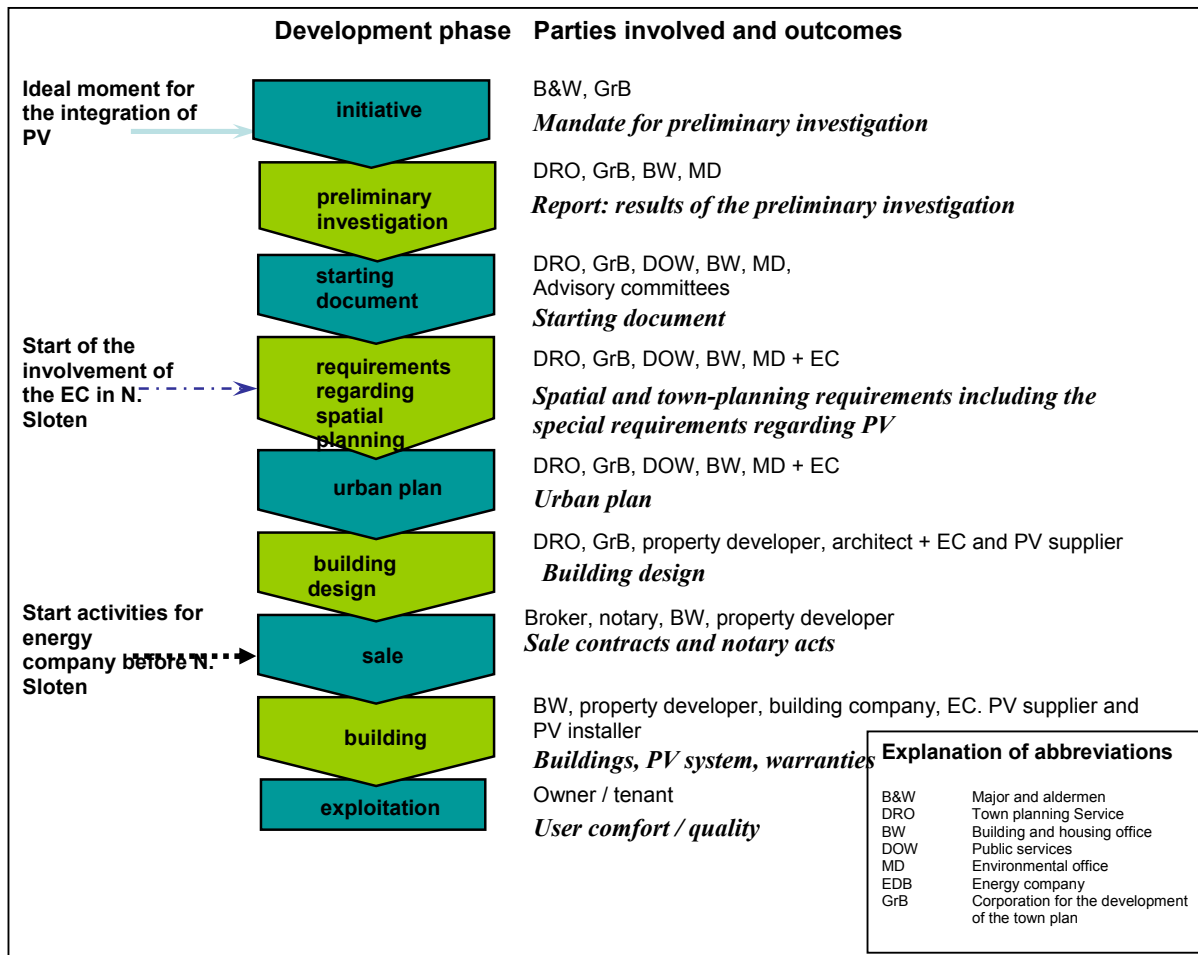 Development phase Parties involved and outcomes
Ideal moment for
the integration of
PV
initiative
B&W, GrB
Mandate for preliminary investigation
preliminary
investigation
DRO, GrB, BW, MD
Report: results of the preliminary investigation
starting
document
DRO, GrB, DOW, BW, MD,
Advisory committees
Starting document
Start of the
involvement of
the EC in N.
Sloten
requirements
regarding
spatial
planning
DRO, GrB, DOW, BW, MD + EC
Spatial and town-planning requirements including the
special requirements regarding PV
urban plan
DRO, GrB, DOW, BW, MD + EC
Urban plan
building
design
DRO, GrB, property developer, architect + EC and PV supplier
Building design
Start activities for
energy
company before N.
Sloten
sale
Broker, notary, BW, property developer
Sale contracts and notary acts
building
BW, property developer, building company, EC. PV supplier and
PV installer
Buildings, PV system, warranties
exploitation
Owner / tenant
User comfort / quality
Explanation of abbreviations
B&W Major and aldermen
DRO Town planning Service
BW Building and housing office
DOW Public services
MD Environmental office
EDB Energy company
GrB Corporation for the development
of the town plan